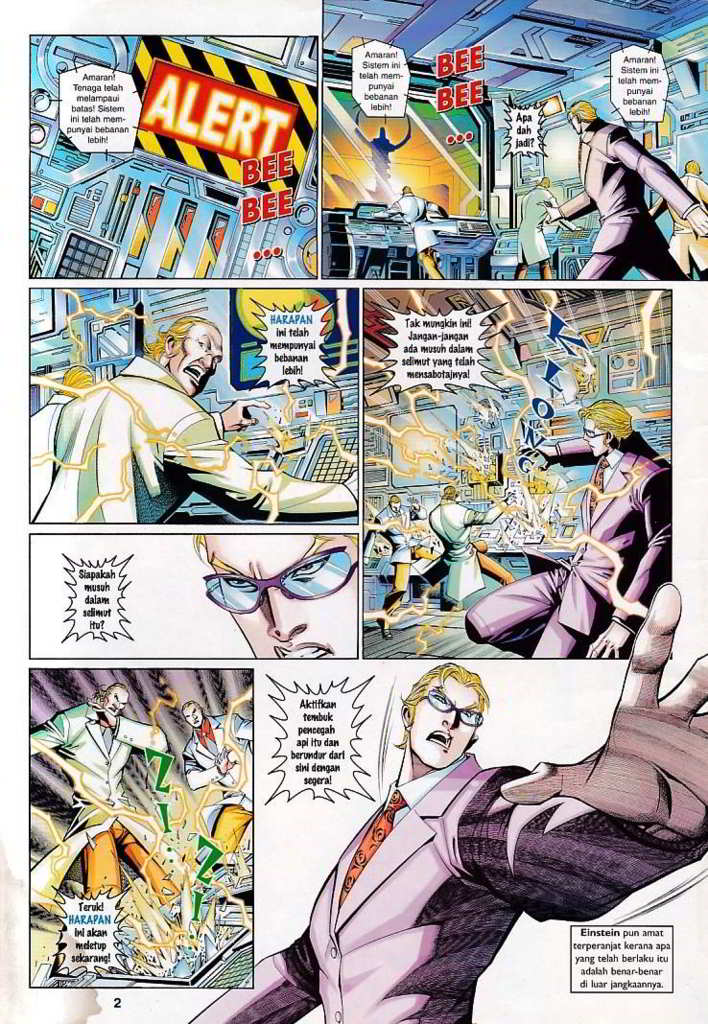 Amaran!
Tenaga telah
melampaui
batas! Sistem
ini telah mem-
punyai bebanan
lebih!
ALERT
BEE
BEE
...
Amaran!
Sistem ini
telah mem-
punyai
bebanan
lebih!
BEE
BEE
...
Apa
dah
jadi?
Amaran!
Sistem ini
telah mem-
punyai
bebanan
lebih!
HARAPAN
ini telah
mempunyai
bebanan
lebih!
Tak mungkin ini!
Jangan-jangan
ada musuh dalam
selimut yang telah
mensabotajnya!
KLONG
Siapakah
musuh
dalam
selimut
itu?
ZI..
ZI..
Teruk!
HARAPAN
ini akan
meletup
sekarang!
Aktifkan
tembuk
pencegah
api itu dan
berundur dari
sini dengan
segera!
Einstein pun amat
terperanjat kerana apa
yang telah berlaku itu
adalah benar-benar
di luar jangkaannya.
2